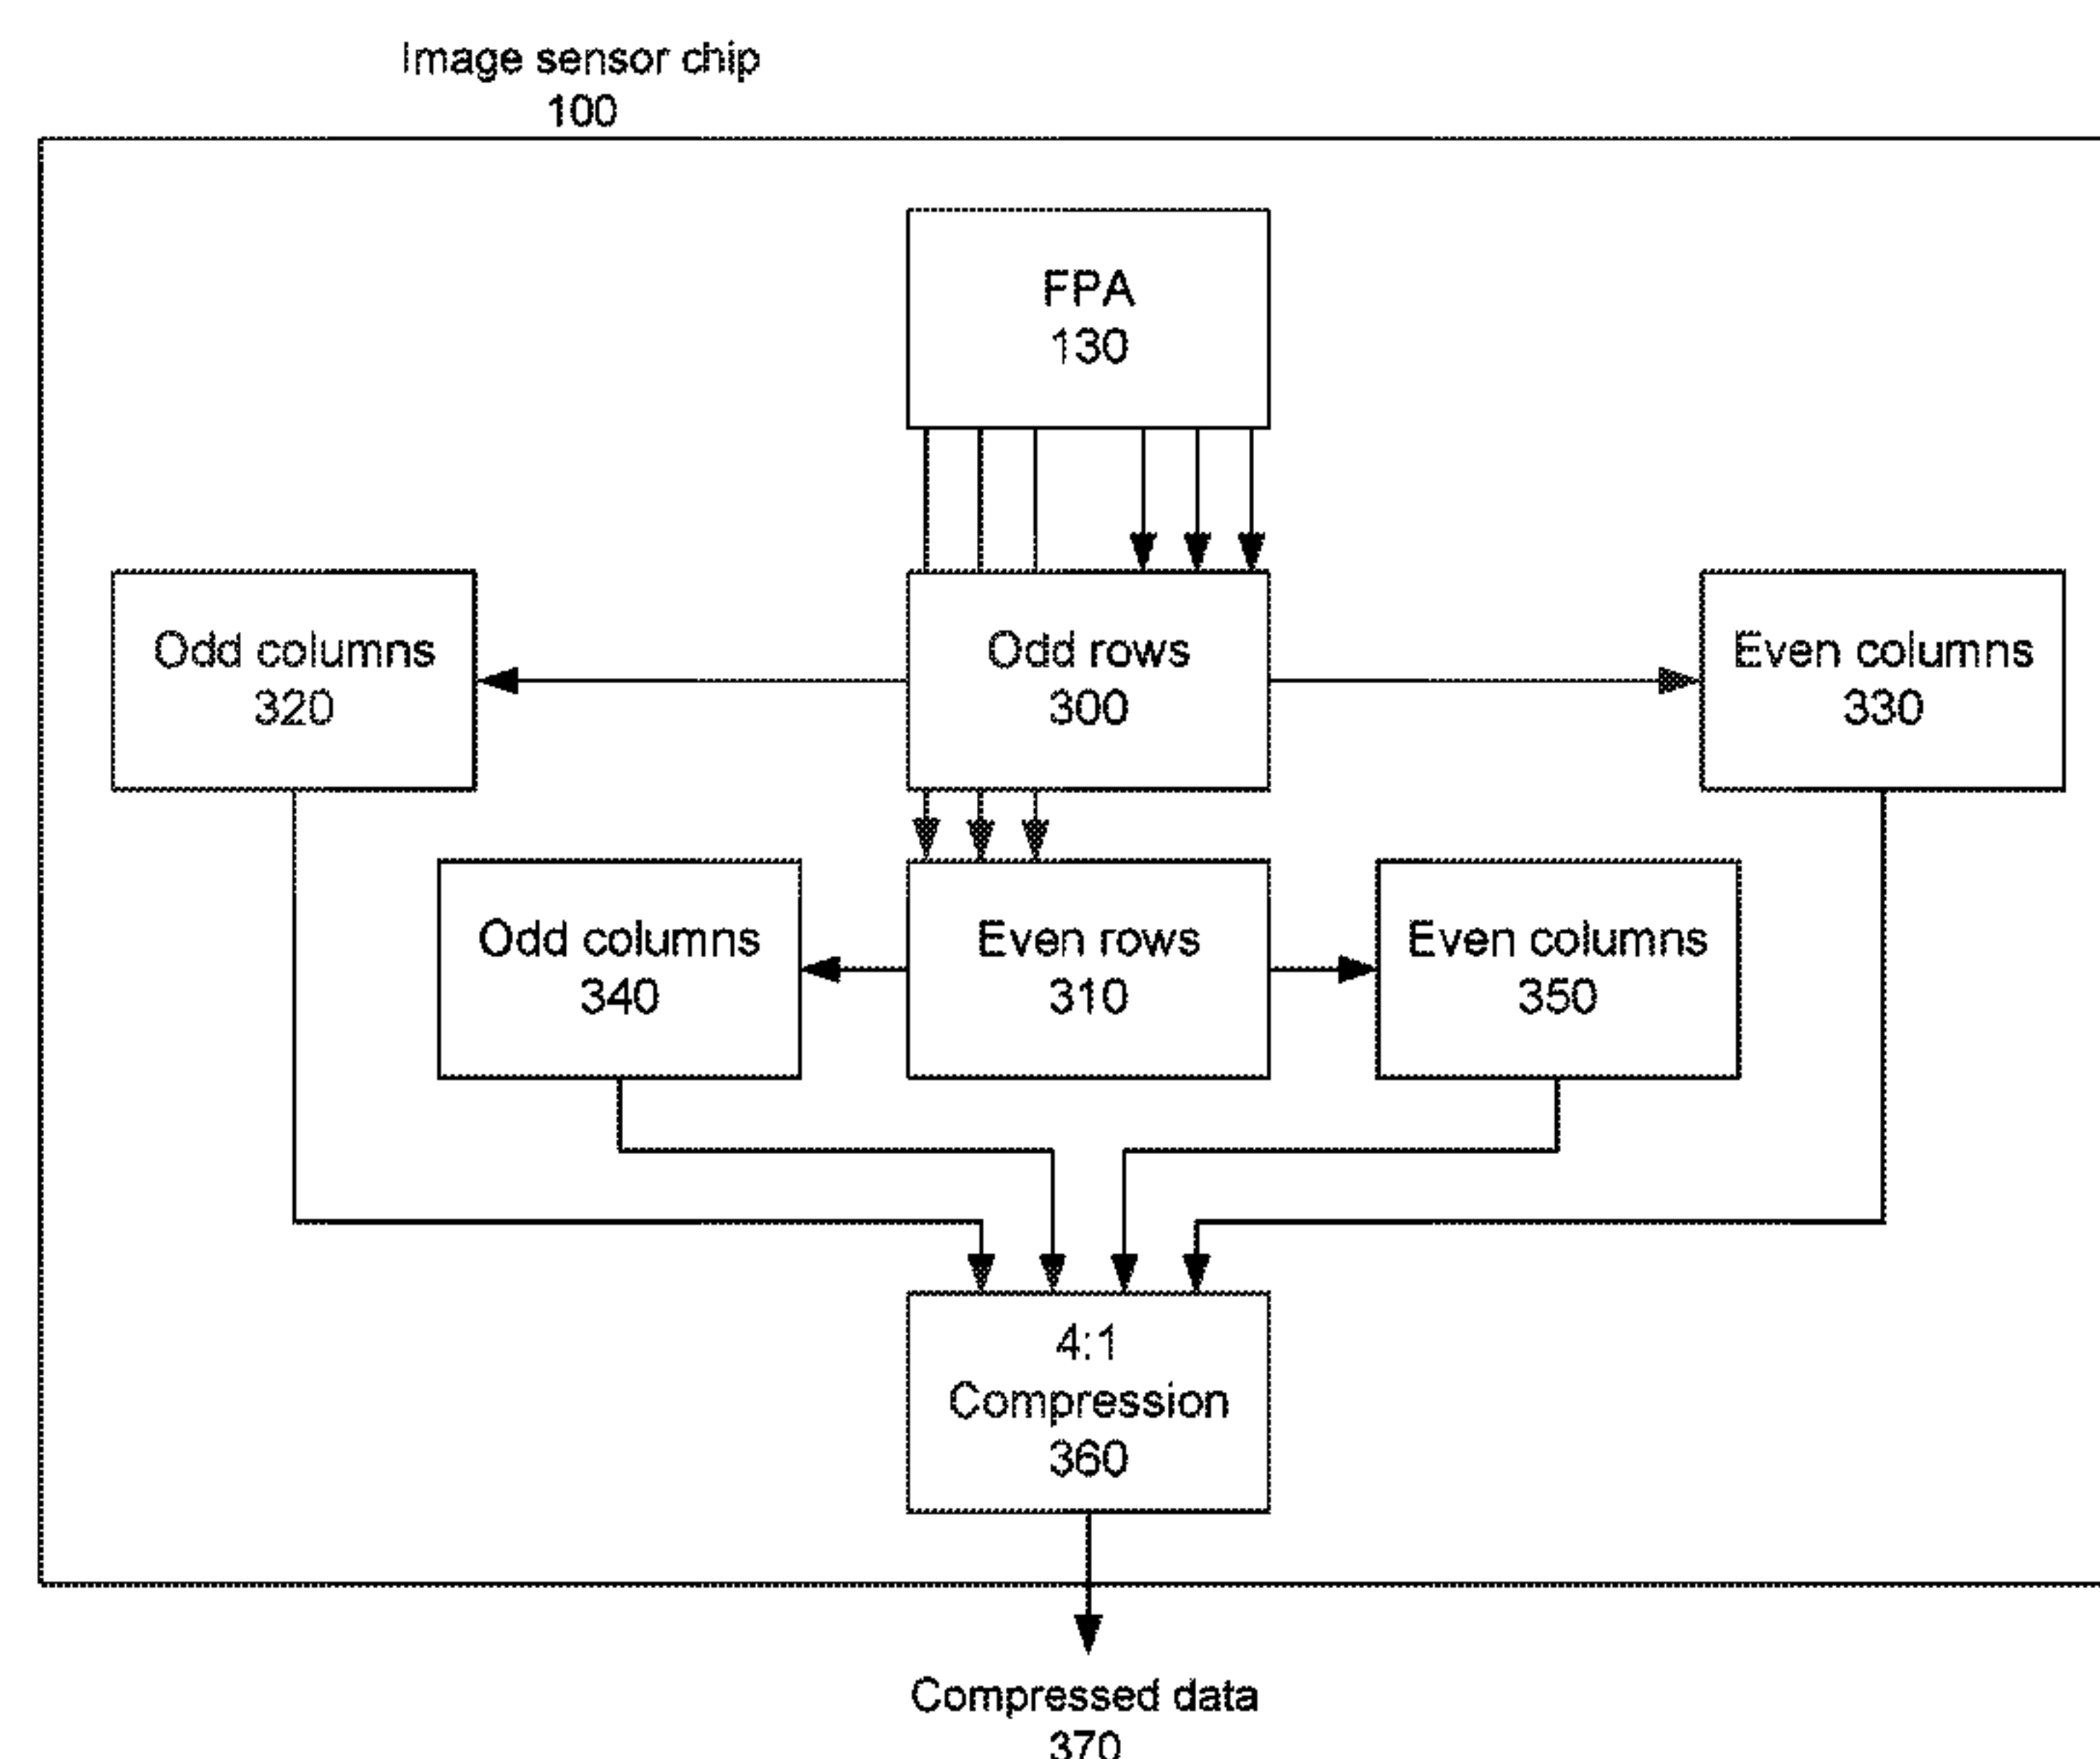 Image sensor chip
100
FPA
130
Odd columns
320
Odd rows
300
Even columns
330
Odd columns
340
Even rows
310
Even columns
350
4:1
Compression
360
Compressed data
370